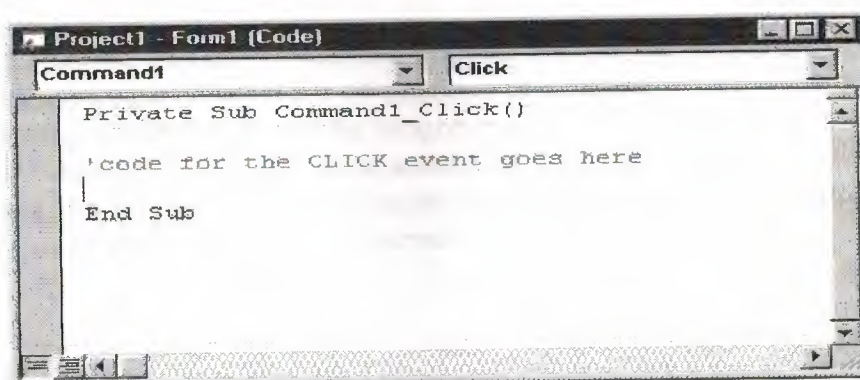 Project1 - Form1 (Code)
Command1 Click
Private Sub Command1_Click()
'code for the CLICK event goes here
End Sub